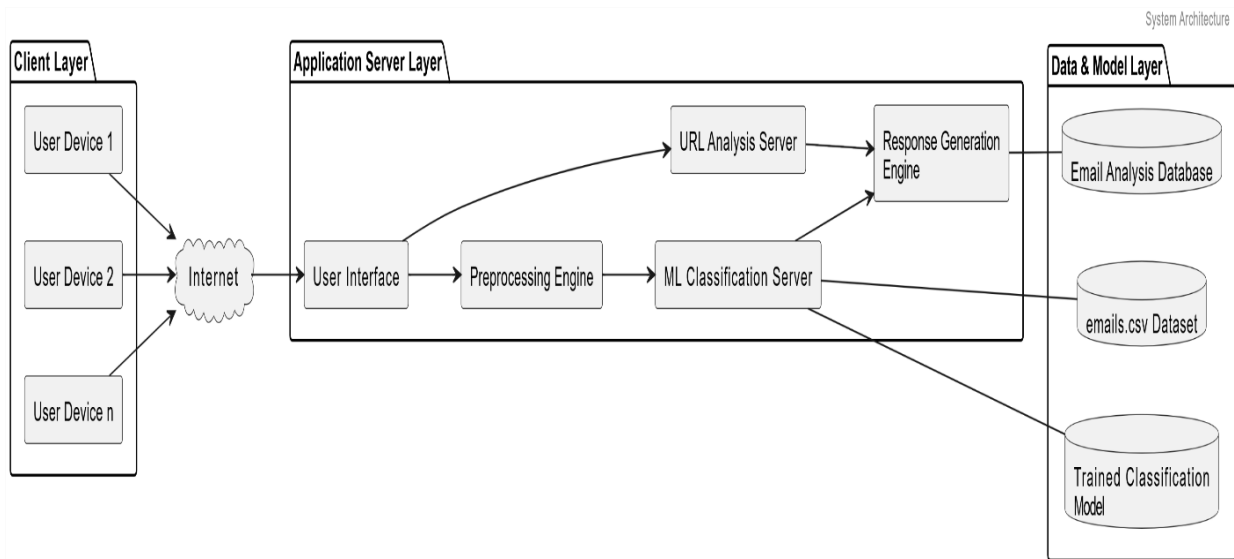 System Architecture
Client Layer
User Device 1
User Device 2
User Device n
Internet
Application Server Layer
User Interface
Preprocessing Engine
URL Analysis Server
ML Classification Server
Response Generation
Engine
Data & Model Layer
Email Analysis Database
emails.csv Dataset
Trained Classification
Model